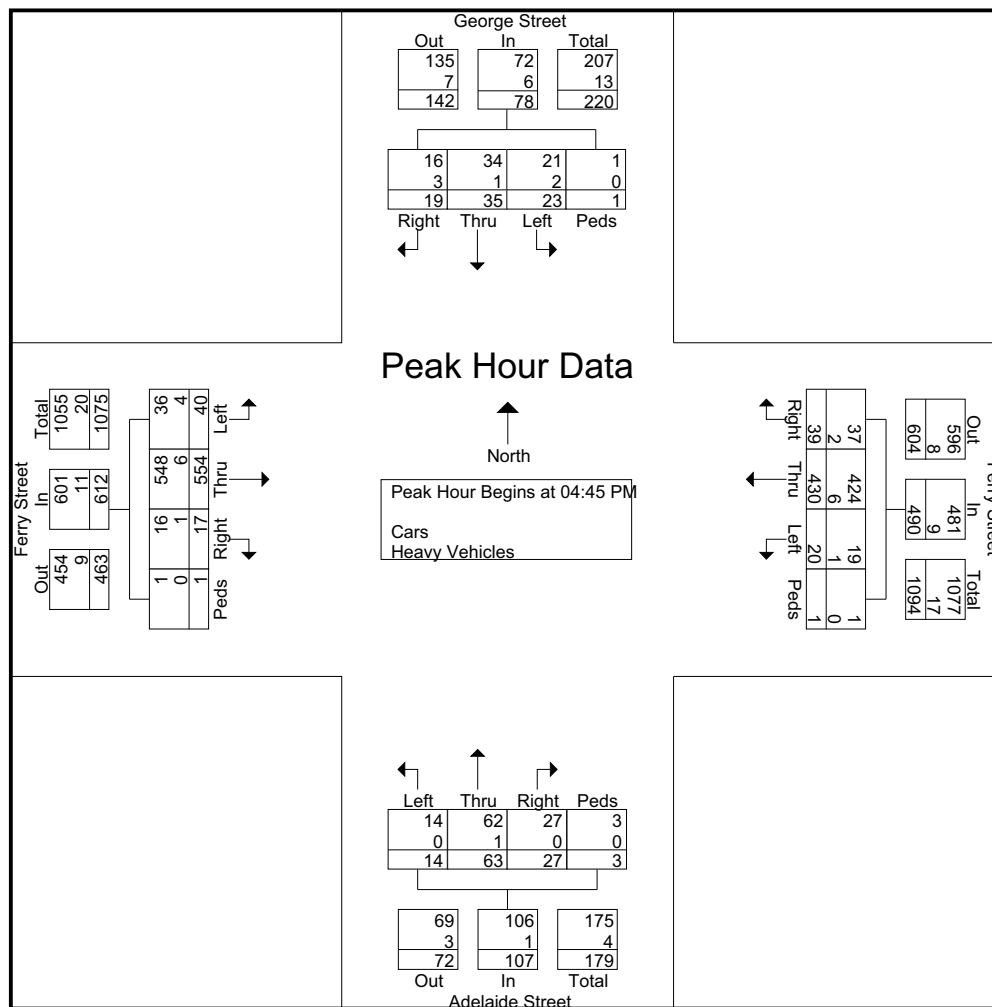 George Street
Out In Total
135 72 207
7 6 13
142 78 220
16 34 21 1
3 1 2 0
19 35 23 1
Right Thru Left Peds
Peak Hour Data
North
Peak Hour Begins at 04:45 PM
Cars
Heavy Vehicles
Ferry Street
Out In Total
454 601 1055
9 11 20
463 612 1075
36 548 16 1
4 6 1 0
40 554 17 1
Left Thru Right Peds
Ferry Street
Out In Total
596 481 1077
8 9 17
604 490 1094
37 424 19 1
2 6 1 0
39 430 20 1
Right Thru Left Peds
Left Thru Right Peds
14 62 27 3
0 1 0 0
14 63 27 3
69 106 175
3 1 4
72 107 179
Out In Total
Adelaide Street